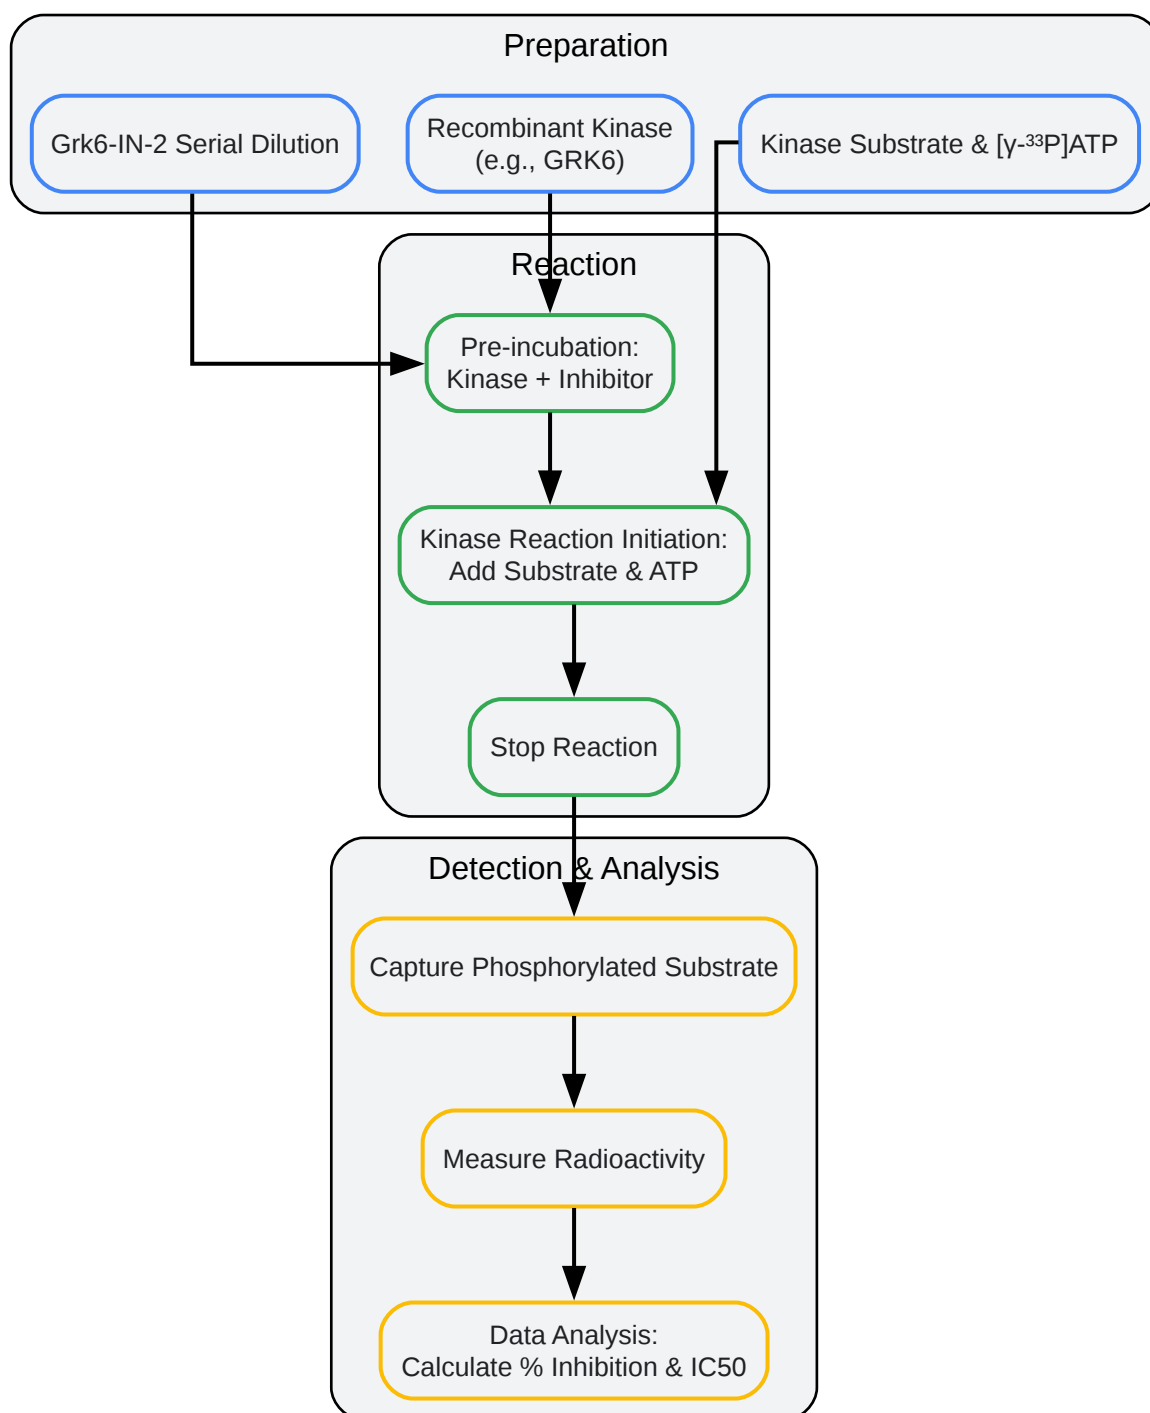 Preparation
Grk6-IN-2 Serial Dilution
Recombinant Kinase
(e.g., GRK6)
Kinase Substrate & [γ-³³P]ATP
Reaction
Pre-incubation:
Kinase + Inhibitor
Kinase Reaction Initiation:
Add Substrate & ATP
Stop Reaction
Detection & Analysis
Capture Phosphorylated Substrate
Measure Radioactivity
Data Analysis:
Calculate % Inhibition & IC50